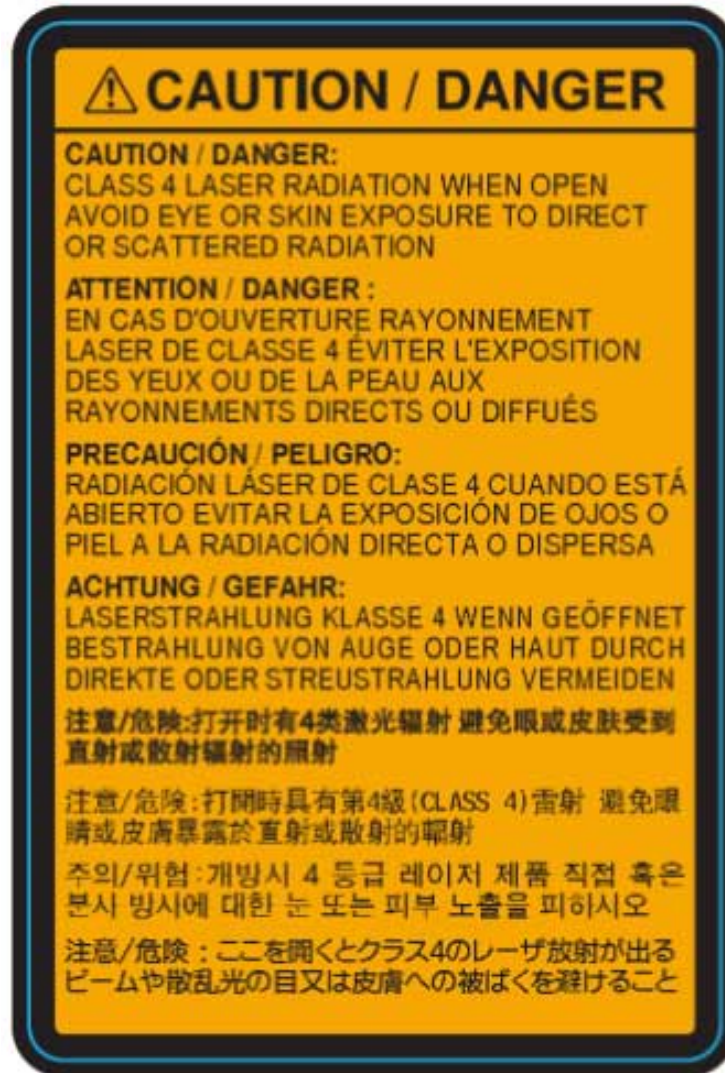 ⚠ CAUTION / DANGER
CAUTION / DANGER:
CLASS 4 LASER RADIATION WHEN OPEN
AVOID EYE OR SKIN EXPOSURE TO DIRECT
OR SCATTERED RADIATION
ATTENTION / DANGER :
EN CAS D'OUVERTURE RAYONNEMENT
LASER DE CLASSE 4 ÉVITER L'EXPOSITION
DES YEUX OU DE LA PEAU AUX
RAYONNEMENTS DIRECTS OU DIFFUÉS
PRECAUCIÓN / PELIGRO:
RADIACIÓN LÁSER DE CLASE 4 CUANDO ESTÁ
ABIERTO EVITAR LA EXPOSICIÓN DE OJOS O
PIEL A LA RADIACIÓN DIRECTA O DISPERSA
ACHTUNG / GEFAHR:
LASERSTRAHLUNG KLASSE 4 WENN GEÖFFNET
BESTRAHLUNG VON AUGE ODER HAUT DURCH
DIREKTE ODER STREUSTRAHLUNG VERMEIDEN
注意/危险:打开时有4类激光辐射 避免眼或皮肤受到
直射或散射辐射的照射
注意/危險:打開時具有第4級(CLASS 4)雷射 避免眼
睛或皮膚暴露於直射或散射的輻射
주의/위험:개방시 4 등급 레이저 제품 직접 혹은
분시 방시에 대한 눈 또는 피부 노출을 피하시오
注意/危険：ここを開くとクラス4のレーザ放射が出る
ビームや散乱光の目又は皮膚への被ばくを避けること